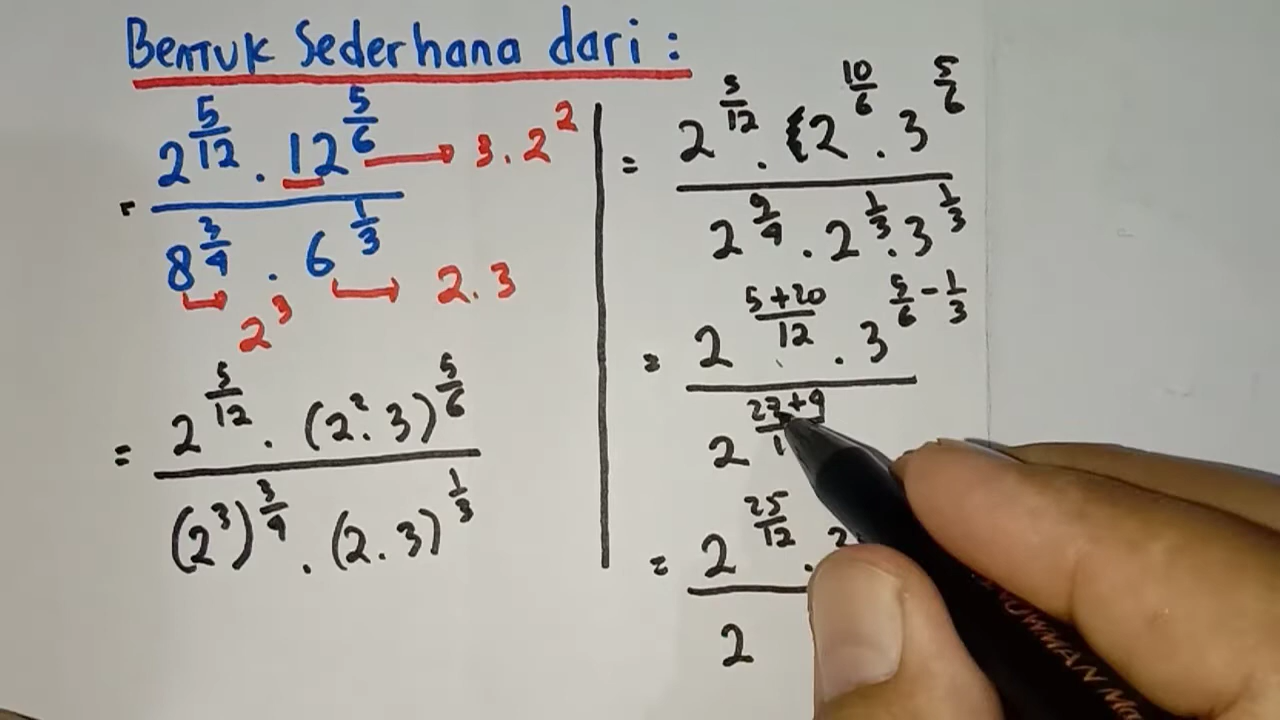 Bentuk Sederhana dari :
= (2^(5/12) . 12^(5/6)) / (8^(3/4) . 6^(1/3))
→ 3 . 2^2
→ 2^3
→ 2 . 3
= (2^(5/12) . (2^2 . 3)^(5/6)) / ((2^3)^(3/4) . (2 . 3)^(1/3))
= (2^(5/12) . 2^(10/6) . 3^(5/6)) / (2^(9/4) . 2^(1/3) . 3^(1/3))
= (2^((5+20)/12) . 3^(5/6 - 1/3)) / 2^((27+4)/1
= 2^(25/12) .
2